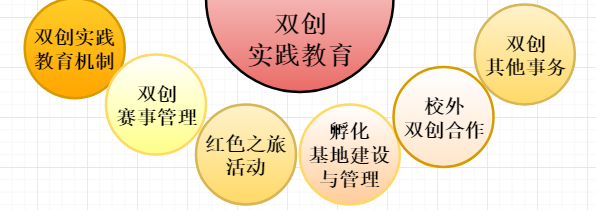 双创
实践教育
双创实践
教育机制
双创
赛事管理
红色之旅
活动
孵化
基地建设
与管理
校外
双创合作
双创
其他事务